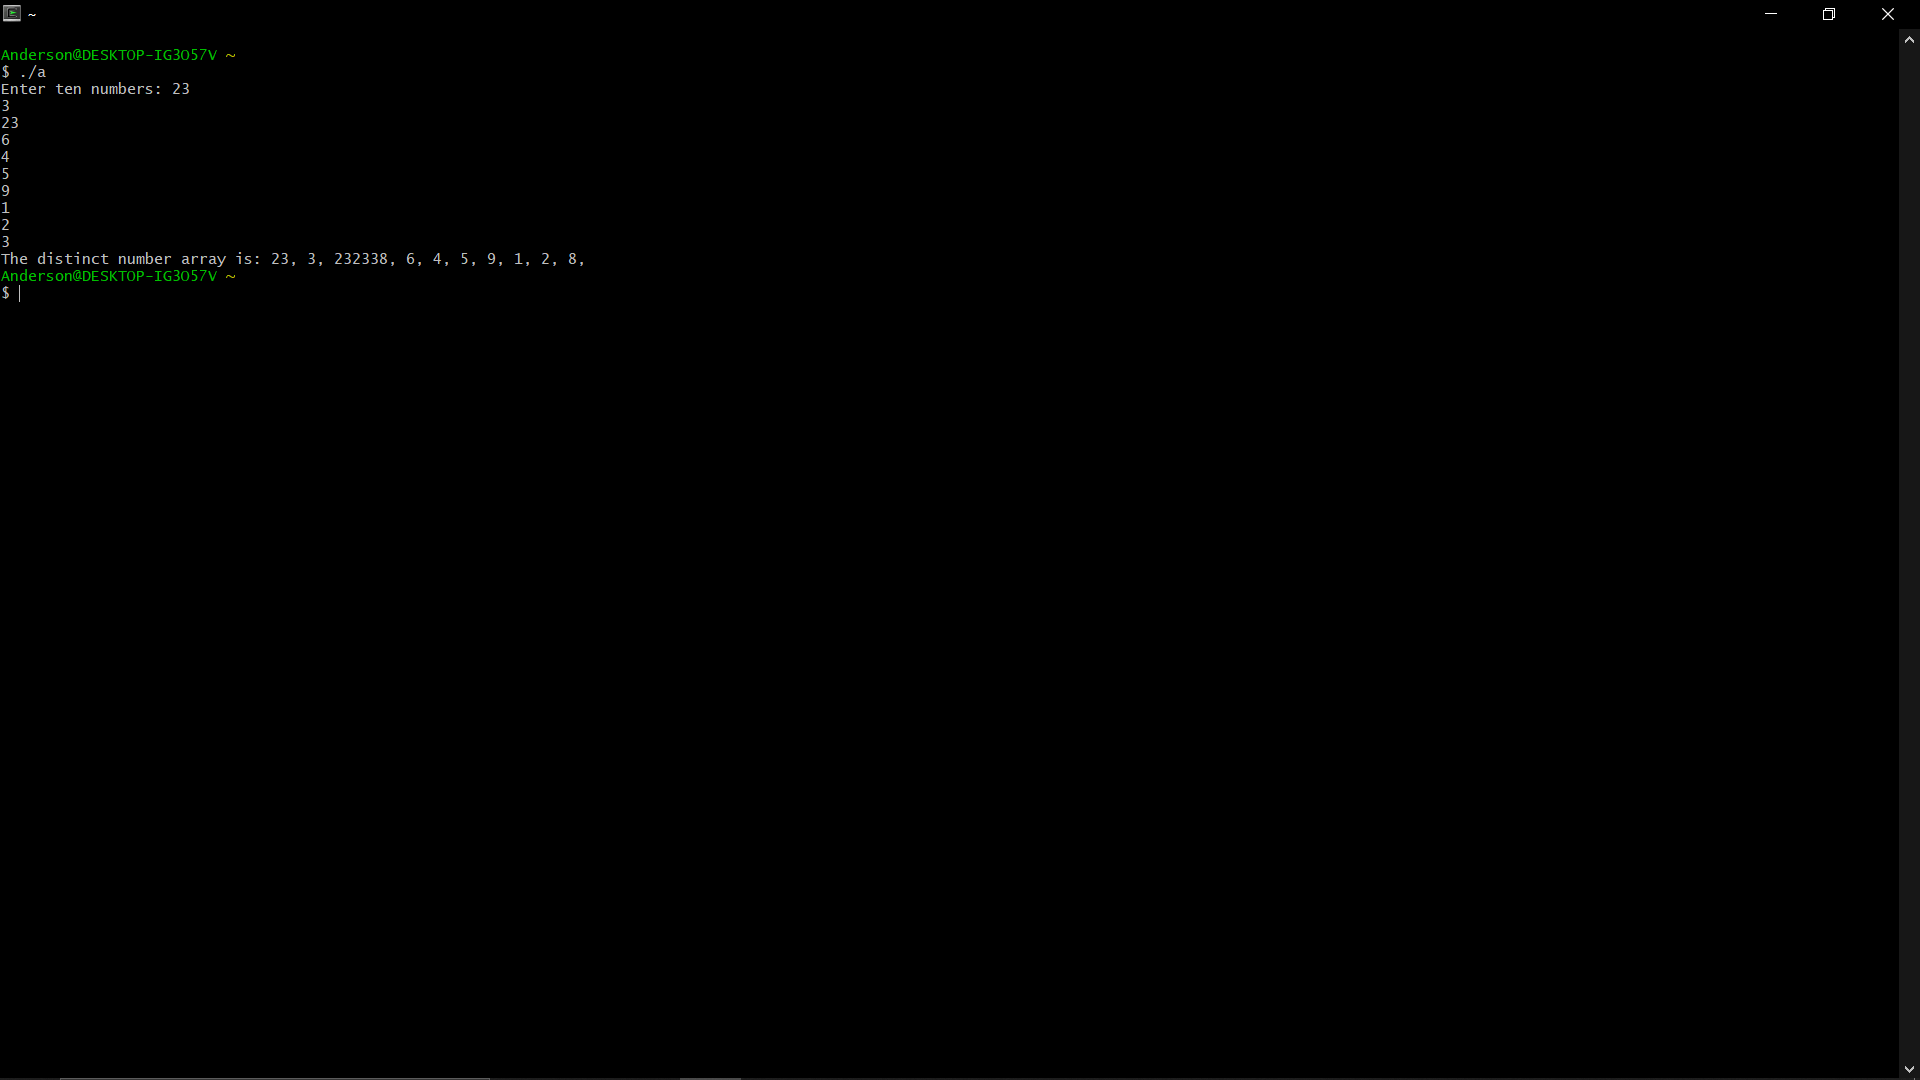 ~
Anderson@DESKTOP-IG3O57V ~
$ ./a
Enter ten numbers: 23
3
23
6
4
5
9
1
2
3
The distinct number array is: 23, 3, 232338, 6, 4, 5, 9, 1, 2, 8,
Anderson@DESKTOP-IG3O57V ~
$